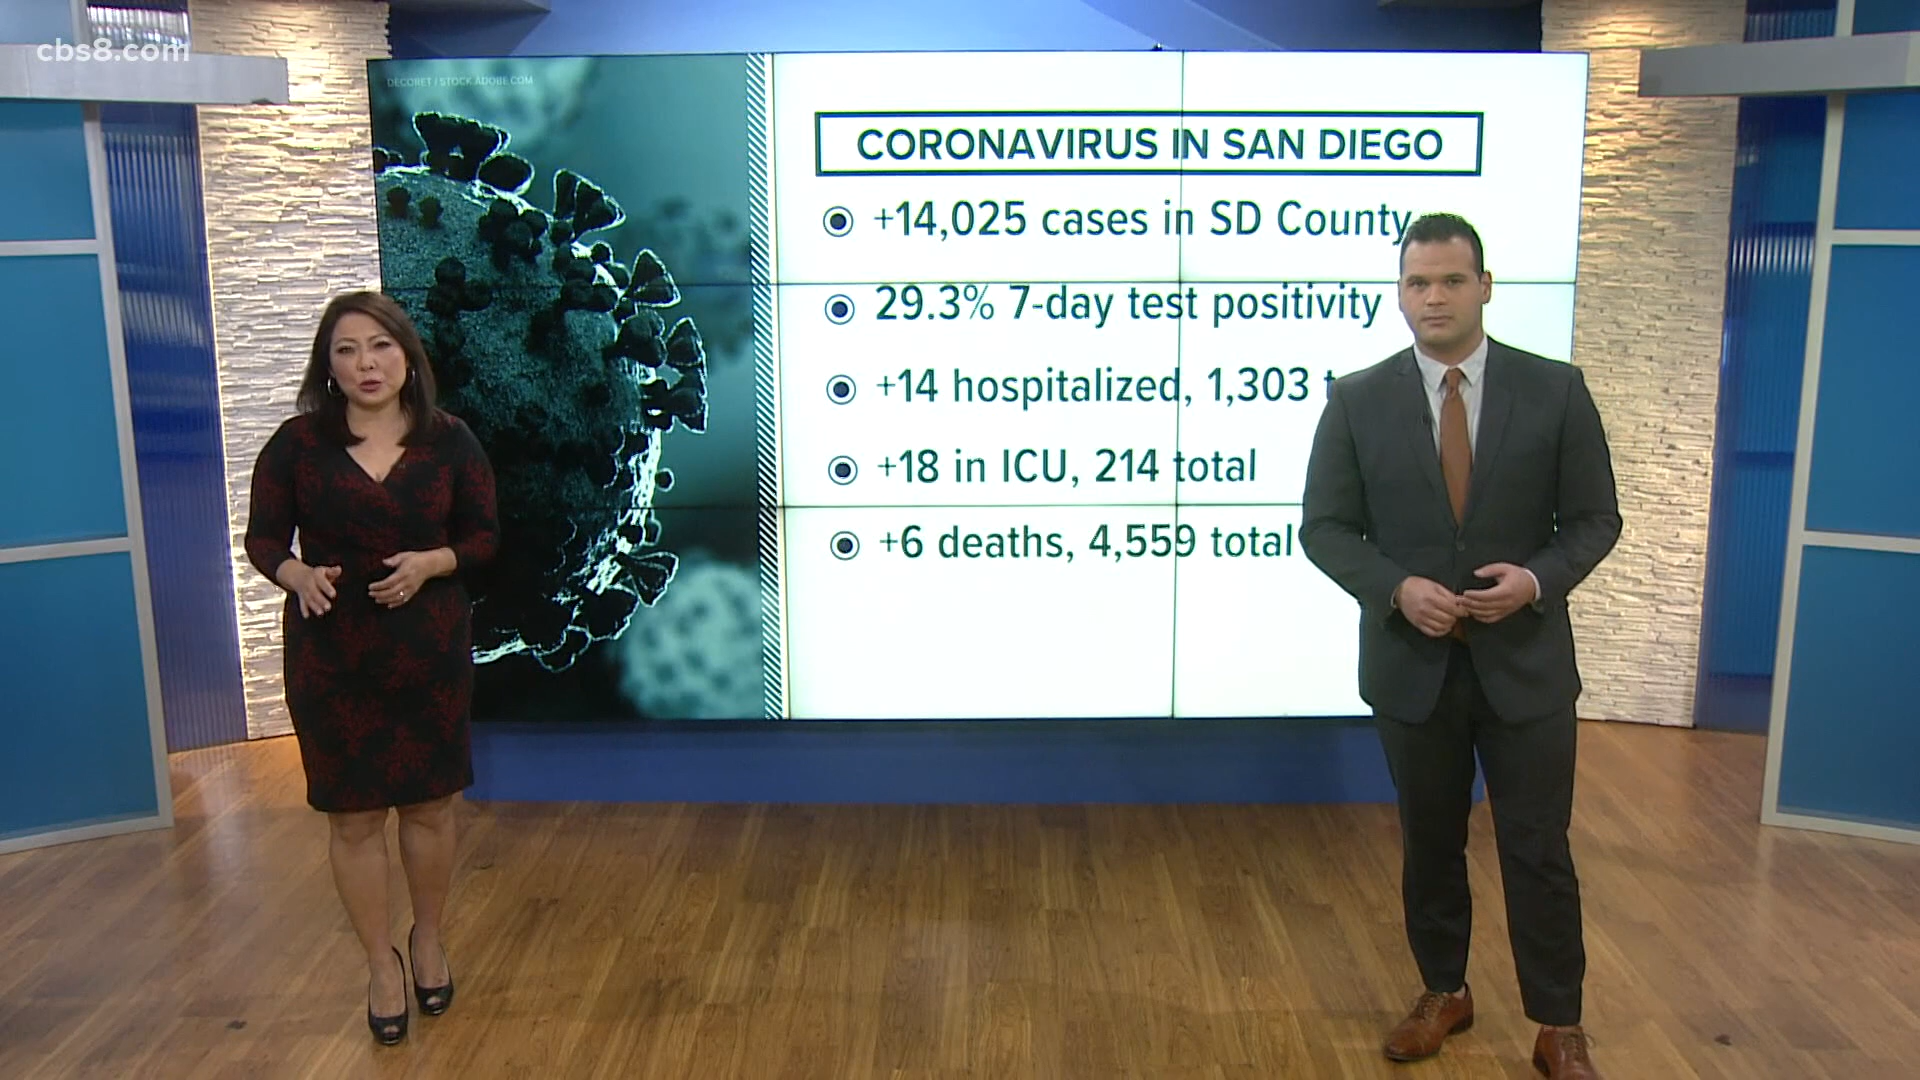 cbs8.com
DECORET / STOCK.ADOBE.COM
CORONAVIRUS IN SAN DIEGO
+14,025 cases in SD County
29.3% 7-day test positivity
+14 hospitalized, 1,303 t
+18 in ICU, 214 total
+6 deaths, 4,559 total